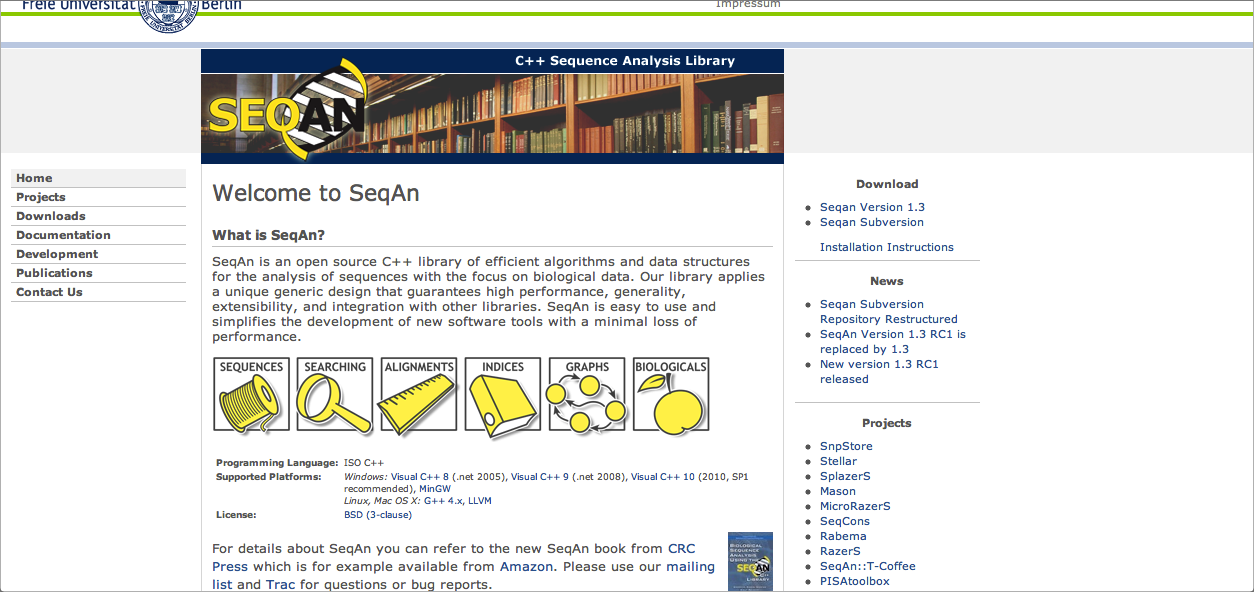 Freie Universität Berlin
Impressum
C++ Sequence Analysis Library
SEQAN
Home
Projects
Downloads
Documentation
Development
Publications
Contact Us
Welcome to SeqAn
What is SeqAn?
SeqAn is an open source C++ library of efficient algorithms and data structures
for the analysis of sequences with the focus on biological data. Our library applies
a unique generic design that guarantees high performance, generality,
extensibility, and integration with other libraries. SeqAn is easy to use and
simplifies the development of new software tools with a minimal loss of
performance.
SEQUENCES SEARCHING ALIGNMENTS INDICES GRAPHS BIOLOGICALS
Programming Language: ISO C++
Supported Platforms: Windows: Visual C++ 8 (.net 2005), Visual C++ 9 (.net 2008), Visual C++ 10 (2010, SP1
recommended), MinGW
Linux, Mac OS X: G++ 4.x, LLVM
License: BSD (3-clause)
For details about SeqAn you can refer to the new SeqAn book from CRC
Press which is for example available from Amazon. Please use our mailing
list and Trac for questions or bug reports.
BIOLOGICAL
SEQUENCE
ANALYSIS
USING THE
SEQAN
C++
LIBRARY
Download
Seqan Version 1.3
Seqan Subversion
Installation Instructions
News
Seqan Subversion
Repository Restructured
SeqAn Version 1.3 RC1 is
replaced by 1.3
New version 1.3 RC1
released
Projects
SnpStore
Stellar
SplazerS
Mason
MicroRazerS
SeqCons
Rabema
RazerS
SeqAn::T-Coffee
PISAtoolbox